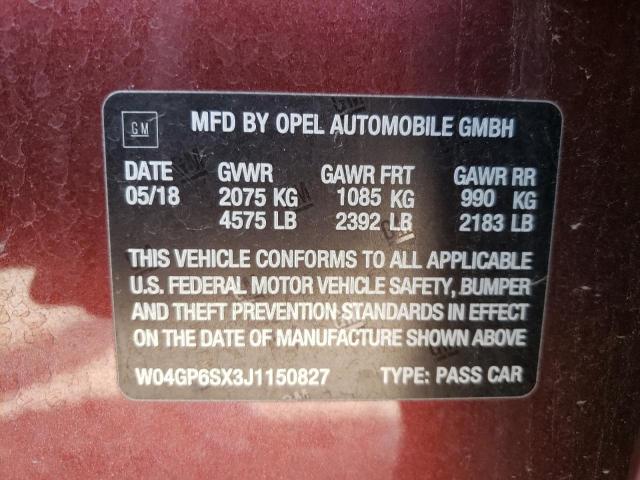 GM MFD BY OPEL AUTOMOBILE GMBH
DATE GVWR GAWR FRT GAWR RR
05/18 2075 KG 1085 KG 990 KG
4575 LB 2392 LB 2183 LB
THIS VEHICLE CONFORMS TO ALL APPLICABLE
U.S. FEDERAL MOTOR VEHICLE SAFETY, BUMPER
AND THEFT PREVENTION STANDARDS IN EFFECT
ON THE DATE OF MANUFACTURE SHOWN ABOVE
W04GP6SX3J1150827 TYPE: PASS CAR